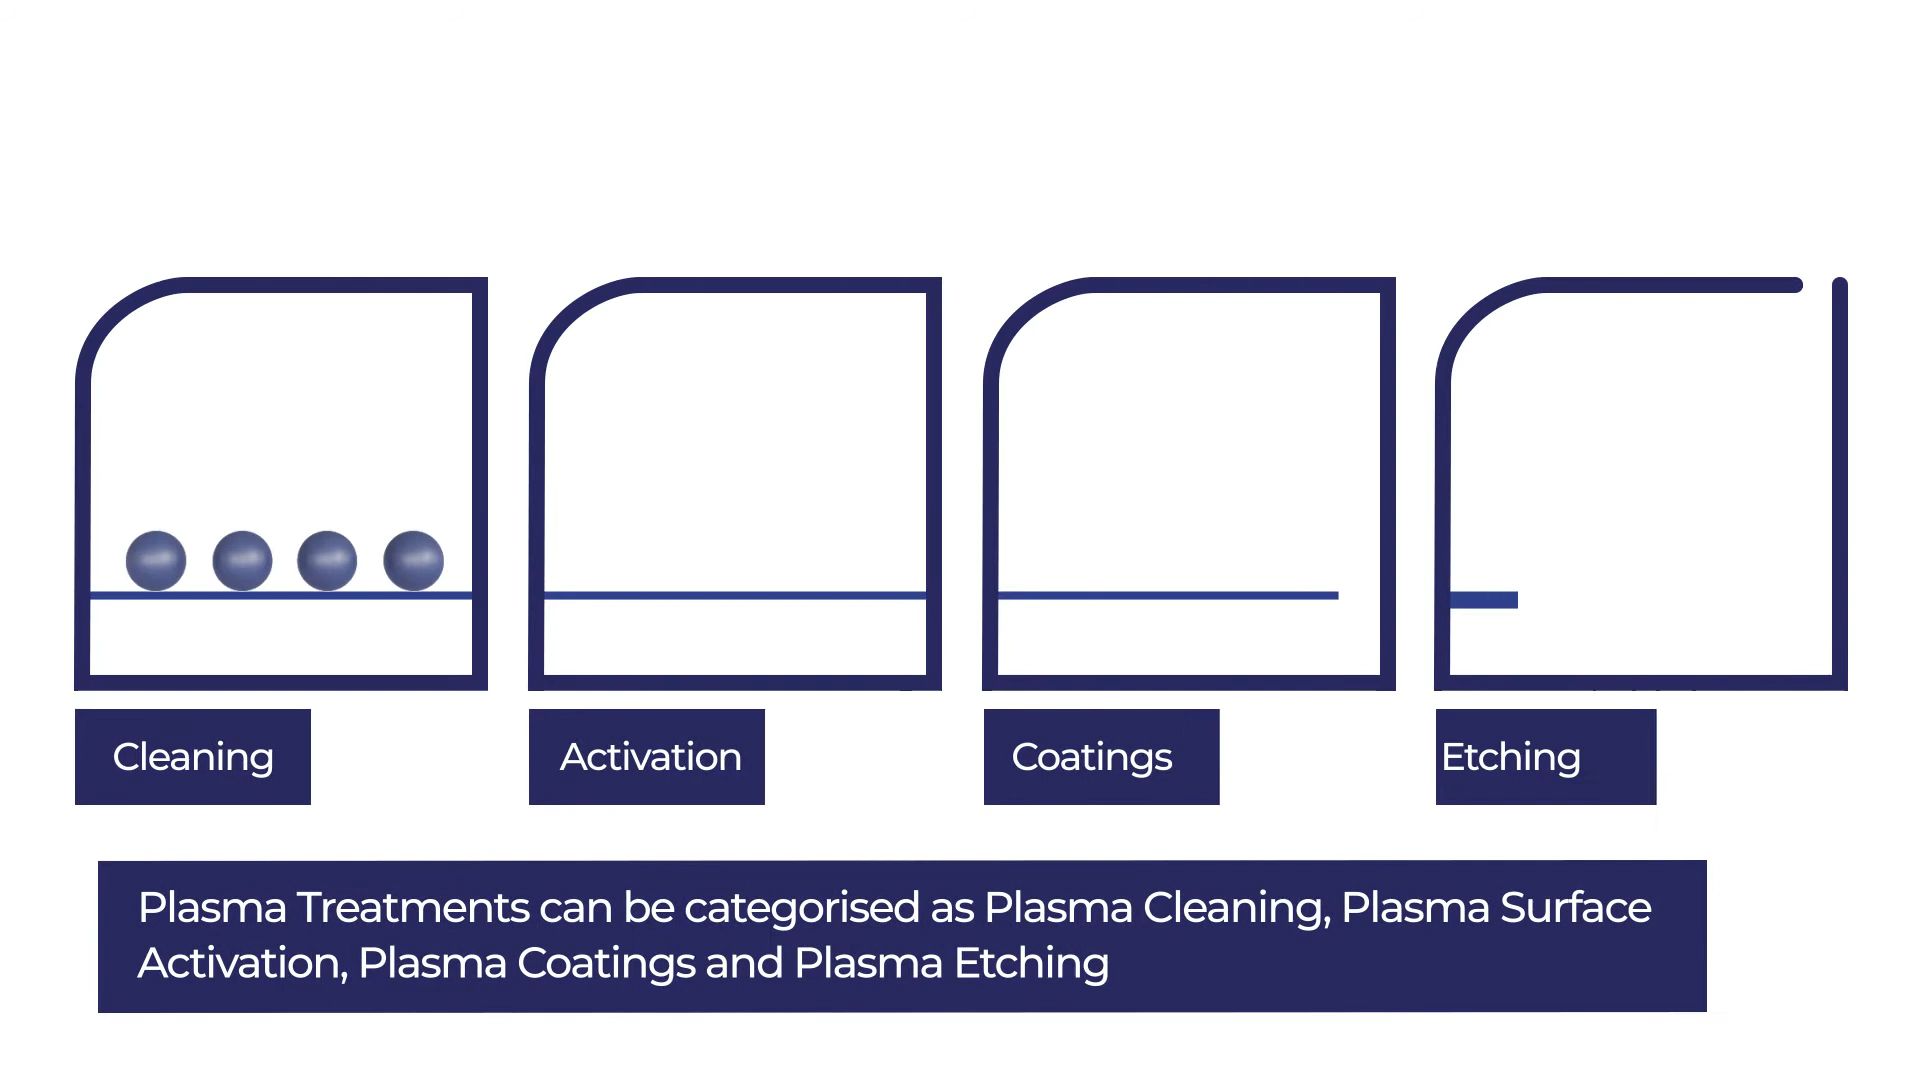 Cleaning
Activation
Coatings
Etching
Plasma Treatments can be categorised as Plasma Cleaning, Plasma Surface
Activation, Plasma Coatings and Plasma Etching